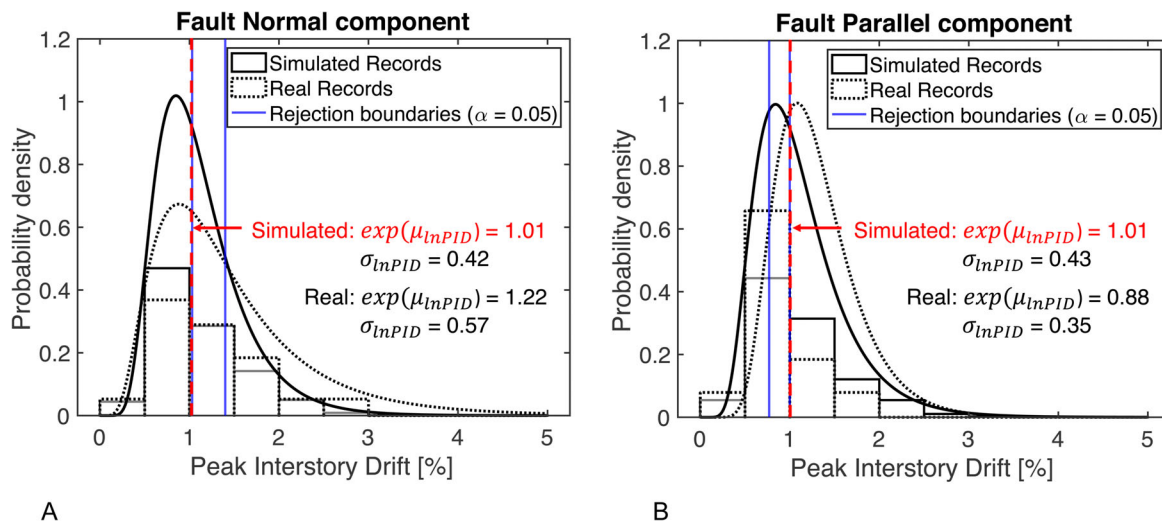 Fault Normal component
1.2
1
0.8
0.6
0.4
0.2
0
Probability density
Simulated Records
Real Records
Rejection boundaries (α = 0.05)
Simulated: exp(μlnPID) = 1.01
σlnPID = 0.42
Real: exp(μlnPID) = 1.22
σlnPID = 0.57
0 1 2 3 4 5
Peak Interstory Drift [%]
A
Fault Parallel component
1.2
1
0.8
0.6
0.4
0.2
0
Probability density
Simulated Records
Real Records
Rejection boundaries (α = 0.05)
Simulated: exp(μlnPID) = 1.01
σlnPID = 0.43
Real: exp(μlnPID) = 0.88
σlnPID = 0.35
0 1 2 3 4 5
Peak Interstory Drift [%]
B